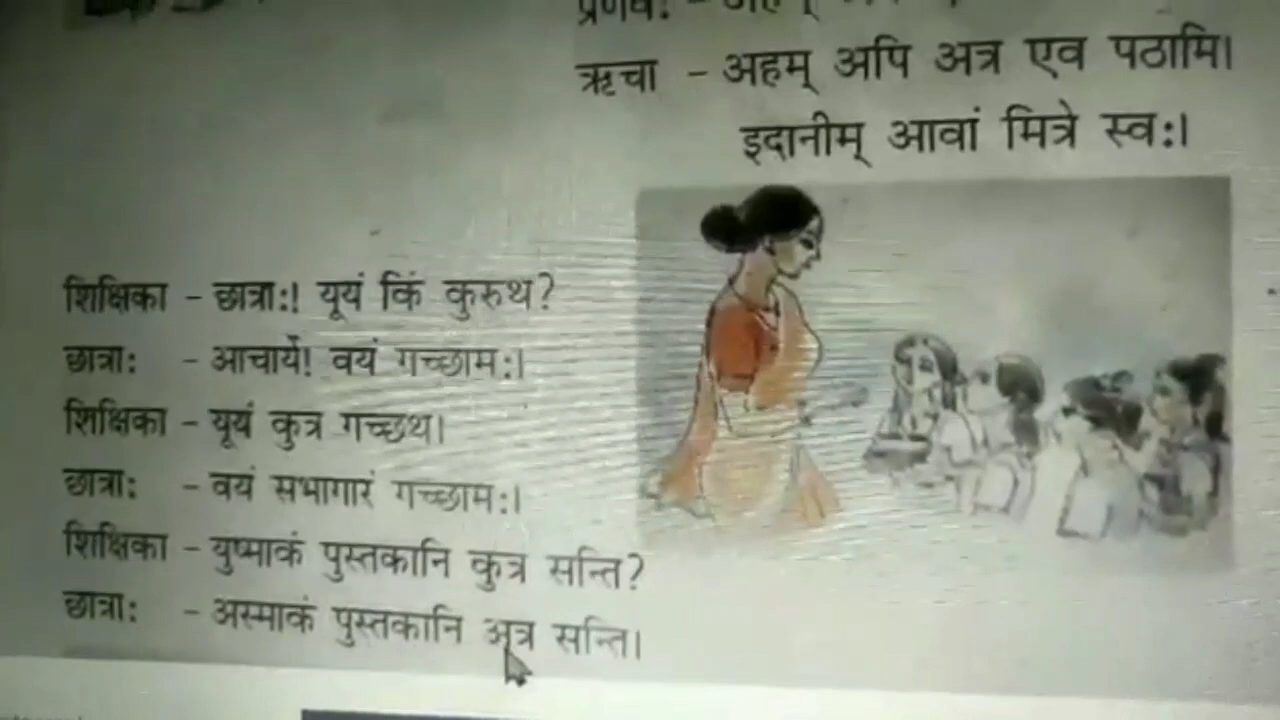 प्रणवः -
ऋचा - अहम् अपि अत्र एव पठामि।
इदानीम् आवां मित्रे स्वः।
शिक्षिका - छात्राः! यूयं किं कुरुथ?
छात्राः - आचार्ये! वयं गच्छामः।
शिक्षिका - यूयं कुत्र गच्छथ।
छात्राः - वयं सभागारं गच्छामः।
शिक्षिका - युष्माकं पुस्तकानि कुत्र सन्ति?
छात्राः - अस्माकं पुस्तकानि अत्र सन्ति।